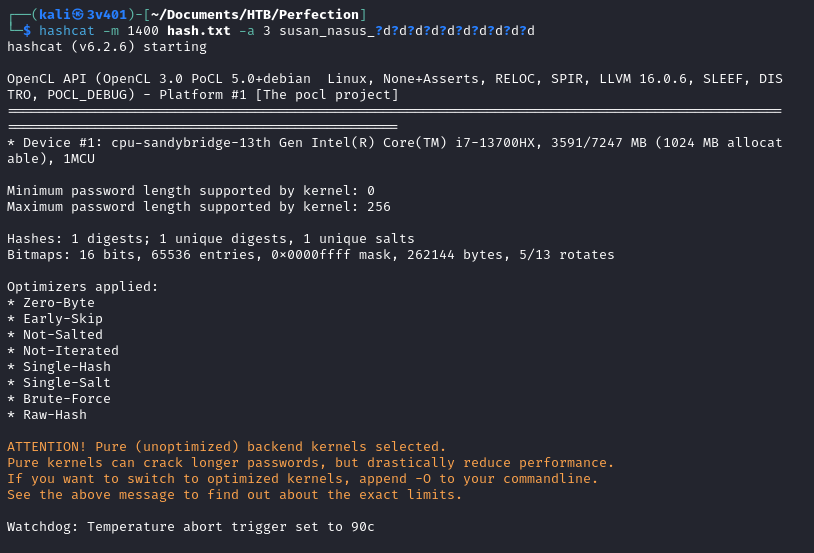 ┌──(kali㉿3v401)-[~/Documents/HTB/Perfection]
└─$ hashcat -m 1400 hash.txt -a 3 susan_nasus_?d?d?d?d?d?d?d?d?d?d
hashcat (v6.2.6) starting
OpenCL API (OpenCL 3.0 PoCL 5.0+debian  Linux, None+Asserts, RELOC, SPIR, LLVM 16.0.6, SLEEF, DIS
TRO, POCL_DEBUG) - Platform #1 [The pocl project]
=================================================================================================
=================================================
* Device #1: cpu-sandybridge-13th Gen Intel(R) Core(TM) i7-13700HX, 3591/7247 MB (1024 MB allocat
able), 1MCU
Minimum password length supported by kernel: 0
Maximum password length supported by kernel: 256
Hashes: 1 digests; 1 unique digests, 1 unique salts
Bitmaps: 16 bits, 65536 entries, 0x0000ffff mask, 262144 bytes, 5/13 rotates
Optimizers applied:
* Zero-Byte
* Early-Skip
* Not-Salted
* Not-Iterated
* Single-Hash
* Single-Salt
* Brute-Force
* Raw-Hash
ATTENTION! Pure (unoptimized) backend kernels selected.
Pure kernels can crack longer passwords, but drastically reduce performance.
If you want to switch to optimized kernels, append -O to your commandline.
See the above message to find out about the exact limits.
Watchdog: Temperature abort trigger set to 90c